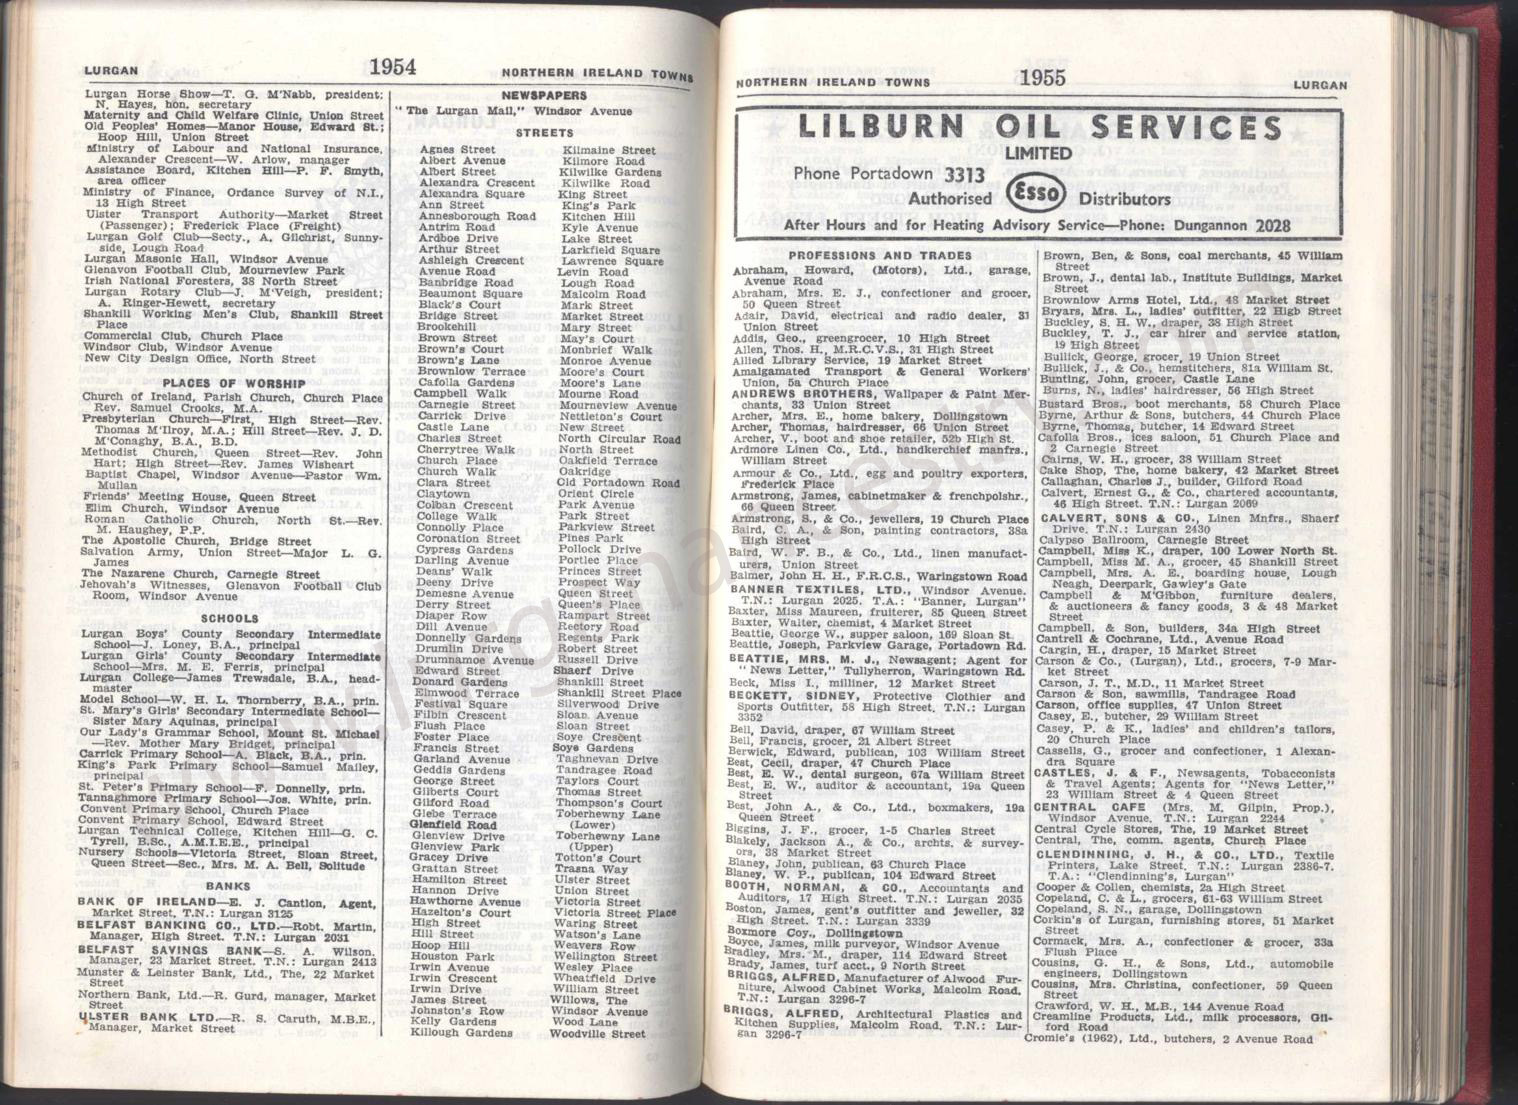 LURGAN
1954
NORTHERN IRELAND TOWNS
Lurgan Horse Show—T. G. M'Nabb, president;
N. Hayes, hon. secretary
Maternity and Child Welfare Clinic, Union Street
Old Peoples' Homes—Manor House, Edward St.;
Hoop Hill, Union Street
Ministry of Labour and National Insurance,
Alexander Crescent—W. Arlow, manager
Assistance Board, Kitchen Hill—P. F. Smyth,
area officer
Ministry of Finance, Ordance Survey of N.I.,
13 High Street
Ulster Transport Authority—Market Street
(Passenger); Frederick Place (Freight)
Lurgan Golf Club—Secty., A. Gilchrist, Sunny-
side, Lough Road
Lurgan Masonic Hall, Windsor Avenue
Glenavon Football Club, Mourneview Park
Irish National Foresters, 38 North Street
Lurgan Rotary Club—J. M'Veigh, president;
A. Ringer-Hewett, secretary
Shankill Working Men's Club, Shankill Street
Place
Commercial Club, Church Place
Windsor Club, Windsor Avenue
New City Design Office, North Street
PLACES OF WORSHIP
Church of Ireland, Parish Church, Church Place
Rev. Samuel Crooks, M.A.
Presbyterian Church—First, High Street—Rev.
Thomas M'Ilroy, M.A.; Hill Street—Rev. J. D.
M'Conaghy, B.A., B.D.
Methodist Church, Queen Street—Rev. John
Hart; High Street—Rev. James Wisheart
Baptist Chapel, Windsor Avenue—Pastor Wm.
Mullan
Friends' Meeting House, Queen Street
Elim Church, Windsor Avenue
Roman Catholic Church, North St.—Rev.
M. Haughey, P.P.
The Apostolic Church, Bridge Street
Salvation Army, Union Street—Major L. G.
James
The Nazarene Church, Carnegie Street
Jehovah's Witnesses, Glenavon Football Club
Room, Windsor Avenue
SCHOOLS
Lurgan Boys' County Secondary Intermediate
School—J. Loney, B.A., principal
Lurgan Girls' County Secondary Intermediate
School—Mrs. M. E. Ferris, principal
Lurgan College—James Trewsdale, B.A., head-
master
Model School—W. H. L. Thornberry, B.A., prin.
St. Mary's Girls' Secondary Intermediate School—
Sister Mary Aquinas, principal
Our Lady's Grammar School, Mount St. Michael
—Rev. Mother Mary Bridget, principal
Carrick Primary School—A. Black, B.A., prin.
King's Park Primary School—Samuel Malley,
principal
St. Peter's Primary School—F. Donnelly, prin.
Tannaghmore Primary School—Jos. White, prin.
Convent Primary School, Church Place
Convent Primary School, Edward Street
Lurgan Technical College, Kitchen Hill—G. C.
Tyrell, B.Sc., A.M.I.E.E., principal
Nursery Schools—Victoria Street, Sloan Street,
Queen Street—Sec., Mrs. M. A. Bell, Solitude
BANKS
BANK OF IRELAND—E. J. Cantlon, Agent,
Market Street. T.N.: Lurgan 3125
BELFAST BANKING CO., LTD.—Robt. Martin,
Manager, High Street. T.N.: Lurgan 2031
BELFAST SAVINGS BANK—S. A. Wilson,
Manager, 23 Market Street. T.N.: Lurgan 2413
Munster & Leinster Bank, Ltd., The, 22 Market
Street
Northern Bank, Ltd.—R. Gurd, manager, Market
Street
ULSTER BANK LTD.—R. S. Caruth, M.B.E.,
Manager, Market Street
NEWSPAPERS
"The Lurgan Mail," Windsor Avenue
STREETS
Agnes Street
Albert Avenue
Albert Street
Alexandra Crescent
Alexandra Square
Ann Street
Annesborough Road
Antrim Road
Ardboe Drive
Arthur Street
Ashleigh Crescent
Avenue Road
Banbridge Road
Beaumont Square
Black's Court
Bridge Street
Brookehill
Brown Street
Brown's Court
Brown's Lane
Brownlow Terrace
Cafolla Gardens
Campbell Walk
Carnegie Street
Carrick Drive
Castle Lane
Charles Street
Cherrytree Walk
Church Place
Church Walk
Clara Street
Claytown
Colban Crescent
College Walk
Connolly Place
Coronation Street
Cypress Gardens
Darling Avenue
Deans' Walk
Deeny Drive
Demesne Avenue
Derry Street
Diaper Row
Dill Avenue
Donnelly Gardens
Drumlin Drive
Drumnamoe Avenue
Edward Street
Donard Gardens
Elmwood Terrace
Festival Square
Filbin Crescent
Flush Place
Foster Place
Francis Street
Garland Avenue
Geddis Gardens
George Street
Gilberts Court
Gilford Road
Glebe Terrace
Glenfield Road
Glenview Drive
Glenview Park
Gracey Drive
Grattan Street
Hamilton Street
Hannon Drive
Hawthorne Avenue
Hazelton's Court
High Street
Hill Street
Hoop Hill
Houston Park
Irwin Avenue
Irwin Crescent
Irwin Drive
James Street
Johnston's Row
Kelly Gardens
Killough Gardens
Kilmaine Street
Kilmore Road
Kilwilke Gardens
Kilwilke Road
King Street
King's Park
Kitchen Hill
Kyle Avenue
Lake Street
Larkfield Square
Lawrence Square
Levin Road
Lough Road
Malcolm Road
Mark Street
Market Street
Mary Street
May's Court
Monbrief Walk
Monroe Avenue
Moore's Court
Moore's Lane
Mourne Road
Mourneview Avenue
Nettleton's Court
New Street
North Circular Road
North Street
Oakfield Terrace
Oakridge
Old Portadown Road
Orient Circle
Park Avenue
Park Street
Parkview Street
Pines Park
Pollock Drive
Portlec Place
Princes Street
Prospect Way
Queen Street
Queen's Place
Rampart Street
Rectory Road
Regents Park
Robert Street
Russell Drive
Shaerf Drive
Shankill Street
Shankill Street Place
Silverwood Drive
Sloan Avenue
Sloan Street
Soye Crescent
Soye Gardens
Taghnevan Drive
Tandragee Road
Taylors Court
Thomas Street
Thompson's Court
Toberhewny Lane
(Lower)
Toberhewny Lane
(Upper)
Totton's Court
Trasna Way
Ulster Street
Union Street
Victoria Street
Victoria Street Place
Waring Street
Watson's Lane
Weavers Row
Wellington Street
Wesley Place
Wheatfield Drive
William Street
Willows, The
Windsor Avenue
Wood Lane
Woodville Street
NORTHERN IRELAND TOWNS
1955
LURGAN
LILBURN OIL SERVICES
LIMITED
Phone Portadown 3313
Authorised Esso Distributors
After Hours and for Heating Advisory Service—Phone: Dungannon 2028
PROFESSIONS AND TRADES
Abraham, Howard, (Motors), Ltd., garage,
Avenue Road
Abraham, Mrs. E. J., confectioner and grocer,
50 Queen Street
Adair, David, electrical and radio dealer, 31
Union Street
Addis, Geo., greengrocer, 10 High Street
Allen, Thos. H., M.R.C.V.S., 31 High Street
Allied Library Service, 19 Market Street
Amalgamated Transport & General Workers'
Union, 5a Church Place
ANDREWS BROTHERS, Wallpaper & Paint Mer-
chants, 33 Union Street
Archer, Mrs. E., home bakery, Dollingstown
Archer, Thomas, hairdresser, 66 Union Street
Archer, V., boot and shoe retailer, 52b High St.
Ardmore Linen Co., Ltd., handkerchief manfrs.,
William Street
Armour & Co., Ltd., egg and poultry exporters,
Frederick Place
Armstrong, James, cabinetmaker & frenchpolshr.,
66 Queen Street
Armstrong, S., & Co., jewellers, 19 Church Place
Baird, C. A., & Son, painting contractors, 38a
High Street
Baird, W. F. B., & Co., Ltd., linen manufact-
urers, Union Street
Balmer, John H. H., F.R.C.S., Waringstown Road
BANNER TEXTILES, LTD., Windsor Avenue.
T.N.: Lurgan 2025. T.A.: "Banner, Lurgan"
Baxter, Miss Maureen, fruiterer, 85 Queen Street
Baxter, Walter, chemist, 4 Market Street
Beattie, George W., supper saloon, 169 Sloan St.
Beattie, Joseph, Parkview Garage, Portadown Rd.
BEATTIE, MRS. M. J., Newsagent; Agent for
"News Letter," Tullyherron, Waringstown Rd.
Beck, Miss I., milliner, 12 Market Street
BECKETT, SIDNEY, Protective Clothier and
Sports Outfitter, 58 High Street. T.N.: Lurgan
3352
Bell, David, draper, 67 William Street
Bell, Francis, grocer, 21 Albert Street
Berwick, Edward, publican, 103 William Street
Best, Cecil, draper, 47 Church Place
Best, E. W., dental surgeon, 67a William Street
Best, E. W., auditor & accountant, 19a Queen
Street
Best, John A., & Co., Ltd., boxmakers, 19a
Queen Street
Biggins, J. F., grocer, 1-5 Charles Street
Blakely, Jackson A., & Co., archts. & survey-
ors, 38 Market Street
Blaney, John, publican, 63 Church Place
Blaney, W. P., publican, 104 Edward Street
BOOTH, NORMAN, & CO., Accountants and
Auditors, 17 High Street. T.N.: Lurgan 2035
Boston, James, gent's outfitter and jeweller, 32
High Street. T.N.: Lurgan 3339
Boxmore Coy., Dollingstown
Boyce, James, milk purveyor, Windsor Avenue
Bradley, Mrs. M., draper, 114 Edward Street
Brady, James, turf acct., 9 North Street
BRIGGS, ALFRED, Manufacturer of Alwood Fur-
niture, Alwood Cabinet Works, Malcolm Road.
T.N.: Lurgan 3296-7
BRIGGS, ALFRED, Architectural Plastics and
Kitchen Supplies, Malcolm Road. T.N.: Lur-
gan 3296-7
Brown, Ben, & Sons, coal merchants, 45 William
Street
Brown, J., dental lab., Institute Buildings, Market
Street
Brownlow Arms Hotel, Ltd., 48 Market Street
Bryars, Mrs. L., ladies' outfitter, 22 High Street
Buckley, S. H. W., draper, 38 High Street
Buckley, T. J., car hirer and service station,
19 High Street
Bullick, George, grocer, 19 Union Street
Bullick, J., & Co., hemstitchers, 81a William St.
Bunting, John, grocer, Castle Lane
Burns, N., ladies' hairdresser, 56 High Street
Bustard Bros., boot merchants, 58 Church Place
Byrne, Arthur & Sons, butchers, 44 Church Place
Byrne, Thomas, butcher, 14 Edward Street
Cafolla Bros., ices saloon, 51 Church Place and
2 Carnegie Street
Cairns, W. H., grocer, 38 William Street
Cake Shop, The, home bakery, 42 Market Street
Callaghan, Charles J., builder, Gilford Road
Calvert, Ernest G., & Co., chartered accountants,
46 High Street. T.N.: Lurgan 2069
CALVERT, SONS & CO., Linen Mnfrs., Shaerf
Drive. T.N.: Lurgan 2430
Calypso Ballroom, Carnegie Street
Campbell, Miss K., draper, 100 Lower North St.
Campbell, Miss M. A., grocer, 45 Shankill Street
Campbell, Mrs. A. E., boarding house, Lough
Neagh, Deerpark, Gawley's Gate
Campbell & M'Gibbon, furniture dealers,
& auctioneers & fancy goods, 3 & 48 Market
Street
Campbell, & Son, builders, 34a High Street
Cantrell & Cochrane, Ltd., Avenue Road
Cargin, H., draper, 15 Market Street
Carson & Co., (Lurgan), Ltd., grocers, 7-9 Mar-
ket Street
Carson, J. T., M.D., 11 Market Street
Carson & Son, sawmills, Tandragee Road
Carson, office supplies, 47 Union Street
Casey, E., butcher, 29 William Street
Casey, P. & K., ladies' and children's tailors,
20 Church Place
Cassells, G., grocer and confectioner, 1 Alexan-
dra Square
CASTLES, J. & F., Newsagents, Tobacconists
& Travel Agents; Agents for "News Letter,"
23 William Street & 4 Queen Street
CENTRAL CAFE (Mrs. M. Gilpin, Prop.),
Windsor Avenue. T.N.: Lurgan 2244
Central Cycle Stores, The, 19 Market Street
Central, The, comm. agents, Church Place
CLENDINNING, J. H., & CO., LTD., Textile
Printers, Lake Street. T.N.: Lurgan 2386-7.
T.A.: "Clendinning's, Lurgan"
Cooper & Collen, chemists, 2a High Street
Copeland, C. & L., grocers, 61-63 William Street
Copeland, S. N., garage, Dollingstown
Corkin's of Lurgan, furnishing stores, 51 Market
Street
Cormack, Mrs. A., confectioner & grocer, 33a
Flush Place
Cousins, G. H., & Sons, Ltd., automobile
engineers, Dollingstown
Cousins, Mrs. Christina, confectioner, 59 Queen
Street
Crawford, W. H., M.B., 144 Avenue Road
Creamline Products, Ltd., milk processors, Gil-
ford Road
Cromie's (1962), Ltd., butchers, 2 Avenue Road